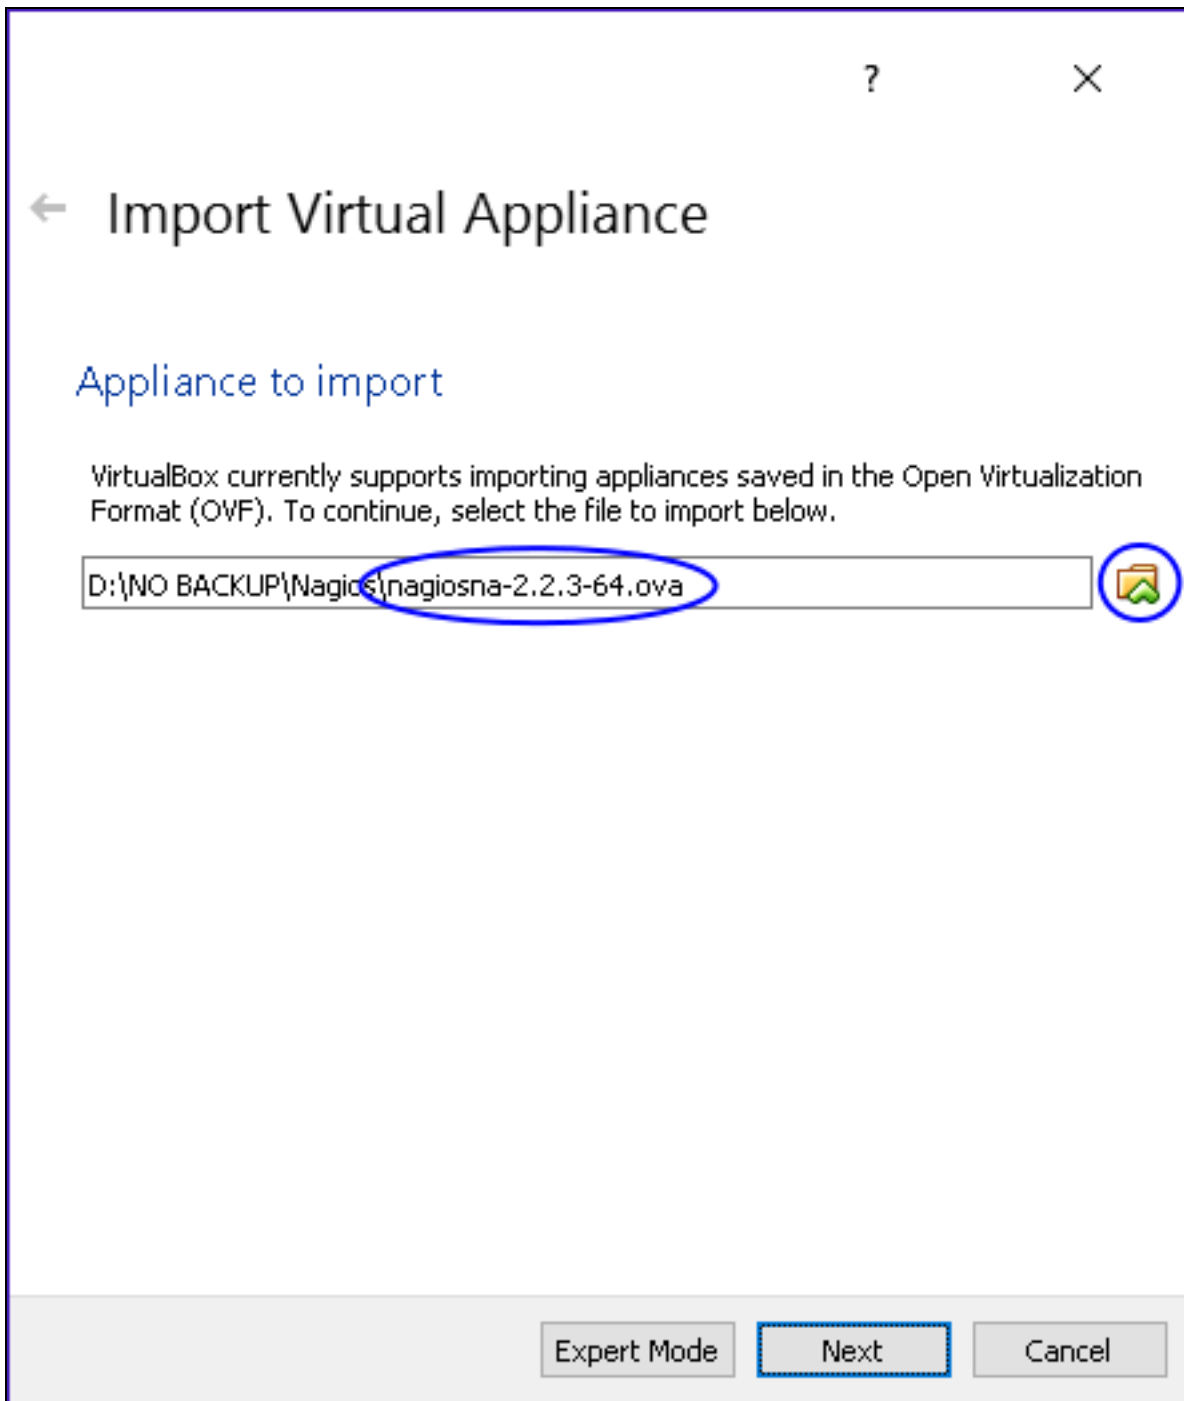 ?
Import Virtual Appliance
Appliance to import
VirtualBox currently supports importing appliances saved in the Open Virtualization
Format (OVF). To continue, select the file to import below.
D:\NO BACKUP\Nagios\nagiosna-2.2.3-64.ova
Expert Mode
Next
Cancel